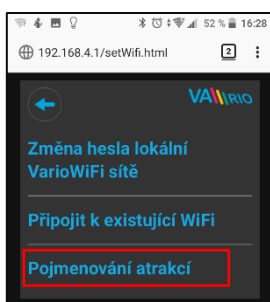 52 % 16:28
192.168.4.1/setWifi.html 2
VARIO
Změna hesla lokální
VarioWiFi sítě
Připojit k existující WiFi
Pojmenování atrakcí